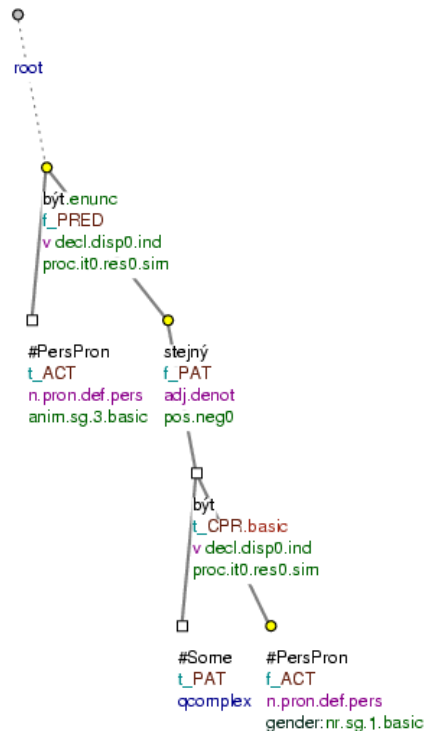 root
být.enunc
f_PRED
v decl.disp0.ind
proc.it0.res0.sim
#PersPron
t_ACT
n.pron.def.pers
anim.sg.3.basic
stejný
f_PAT
adj.denot
pos.neg0
být
t_CPR.basic
v decl.disp0.ind
proc.it0.res0.sim
#Some
t_PAT
qcomplex
#PersPron
f_ACT
n.pron.def.pers
gender:nr.sg.1.basic